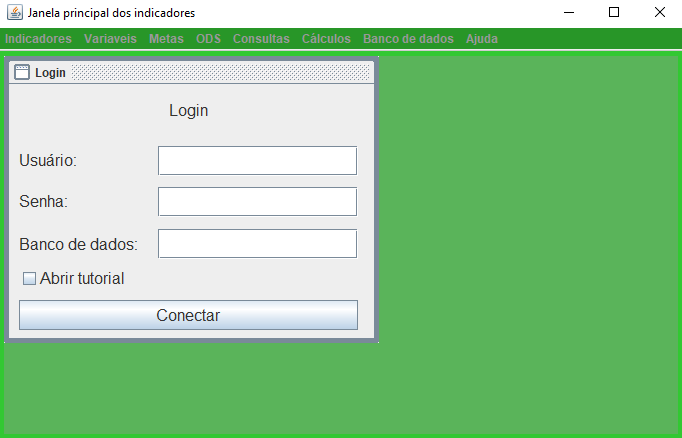 Janela principal dos indicadores
Indicadores Variaveis Metas ODS Consultas Cálculos Banco de dados Ajuda
Login
Login
Usuário:
Senha:
Banco de dados:
Abrir tutorial
Conectar